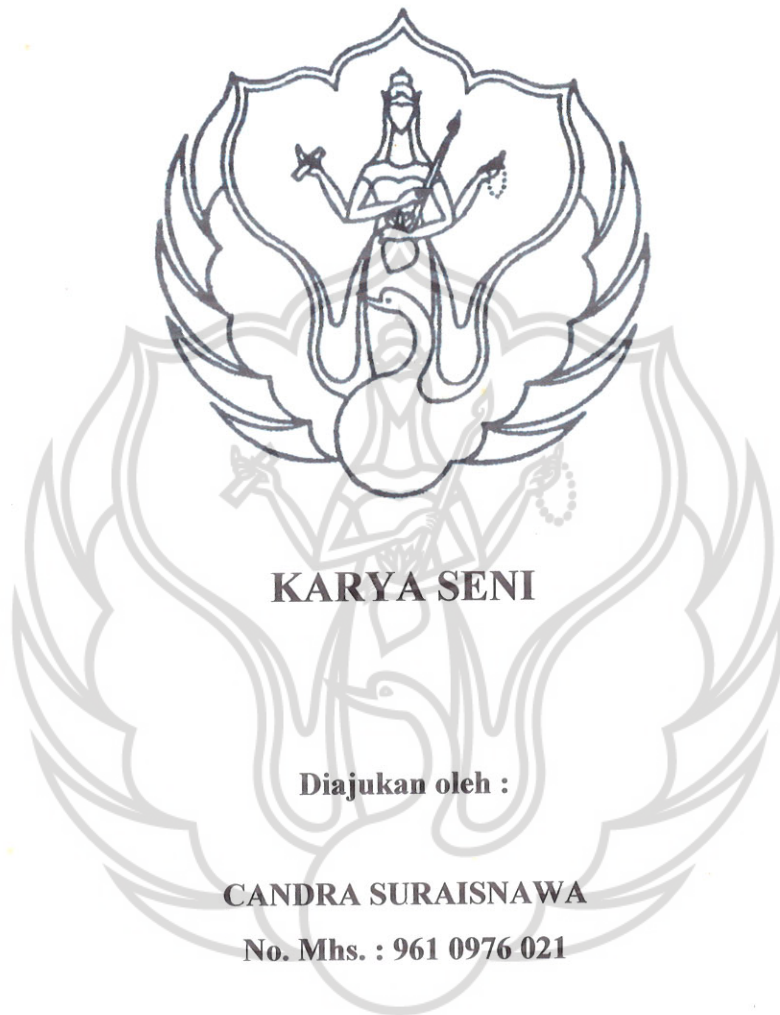 KARYA SENI
Diajukan oleh :
CANDRA SURAISNAWA
No. Mhs. : 961 0976 021